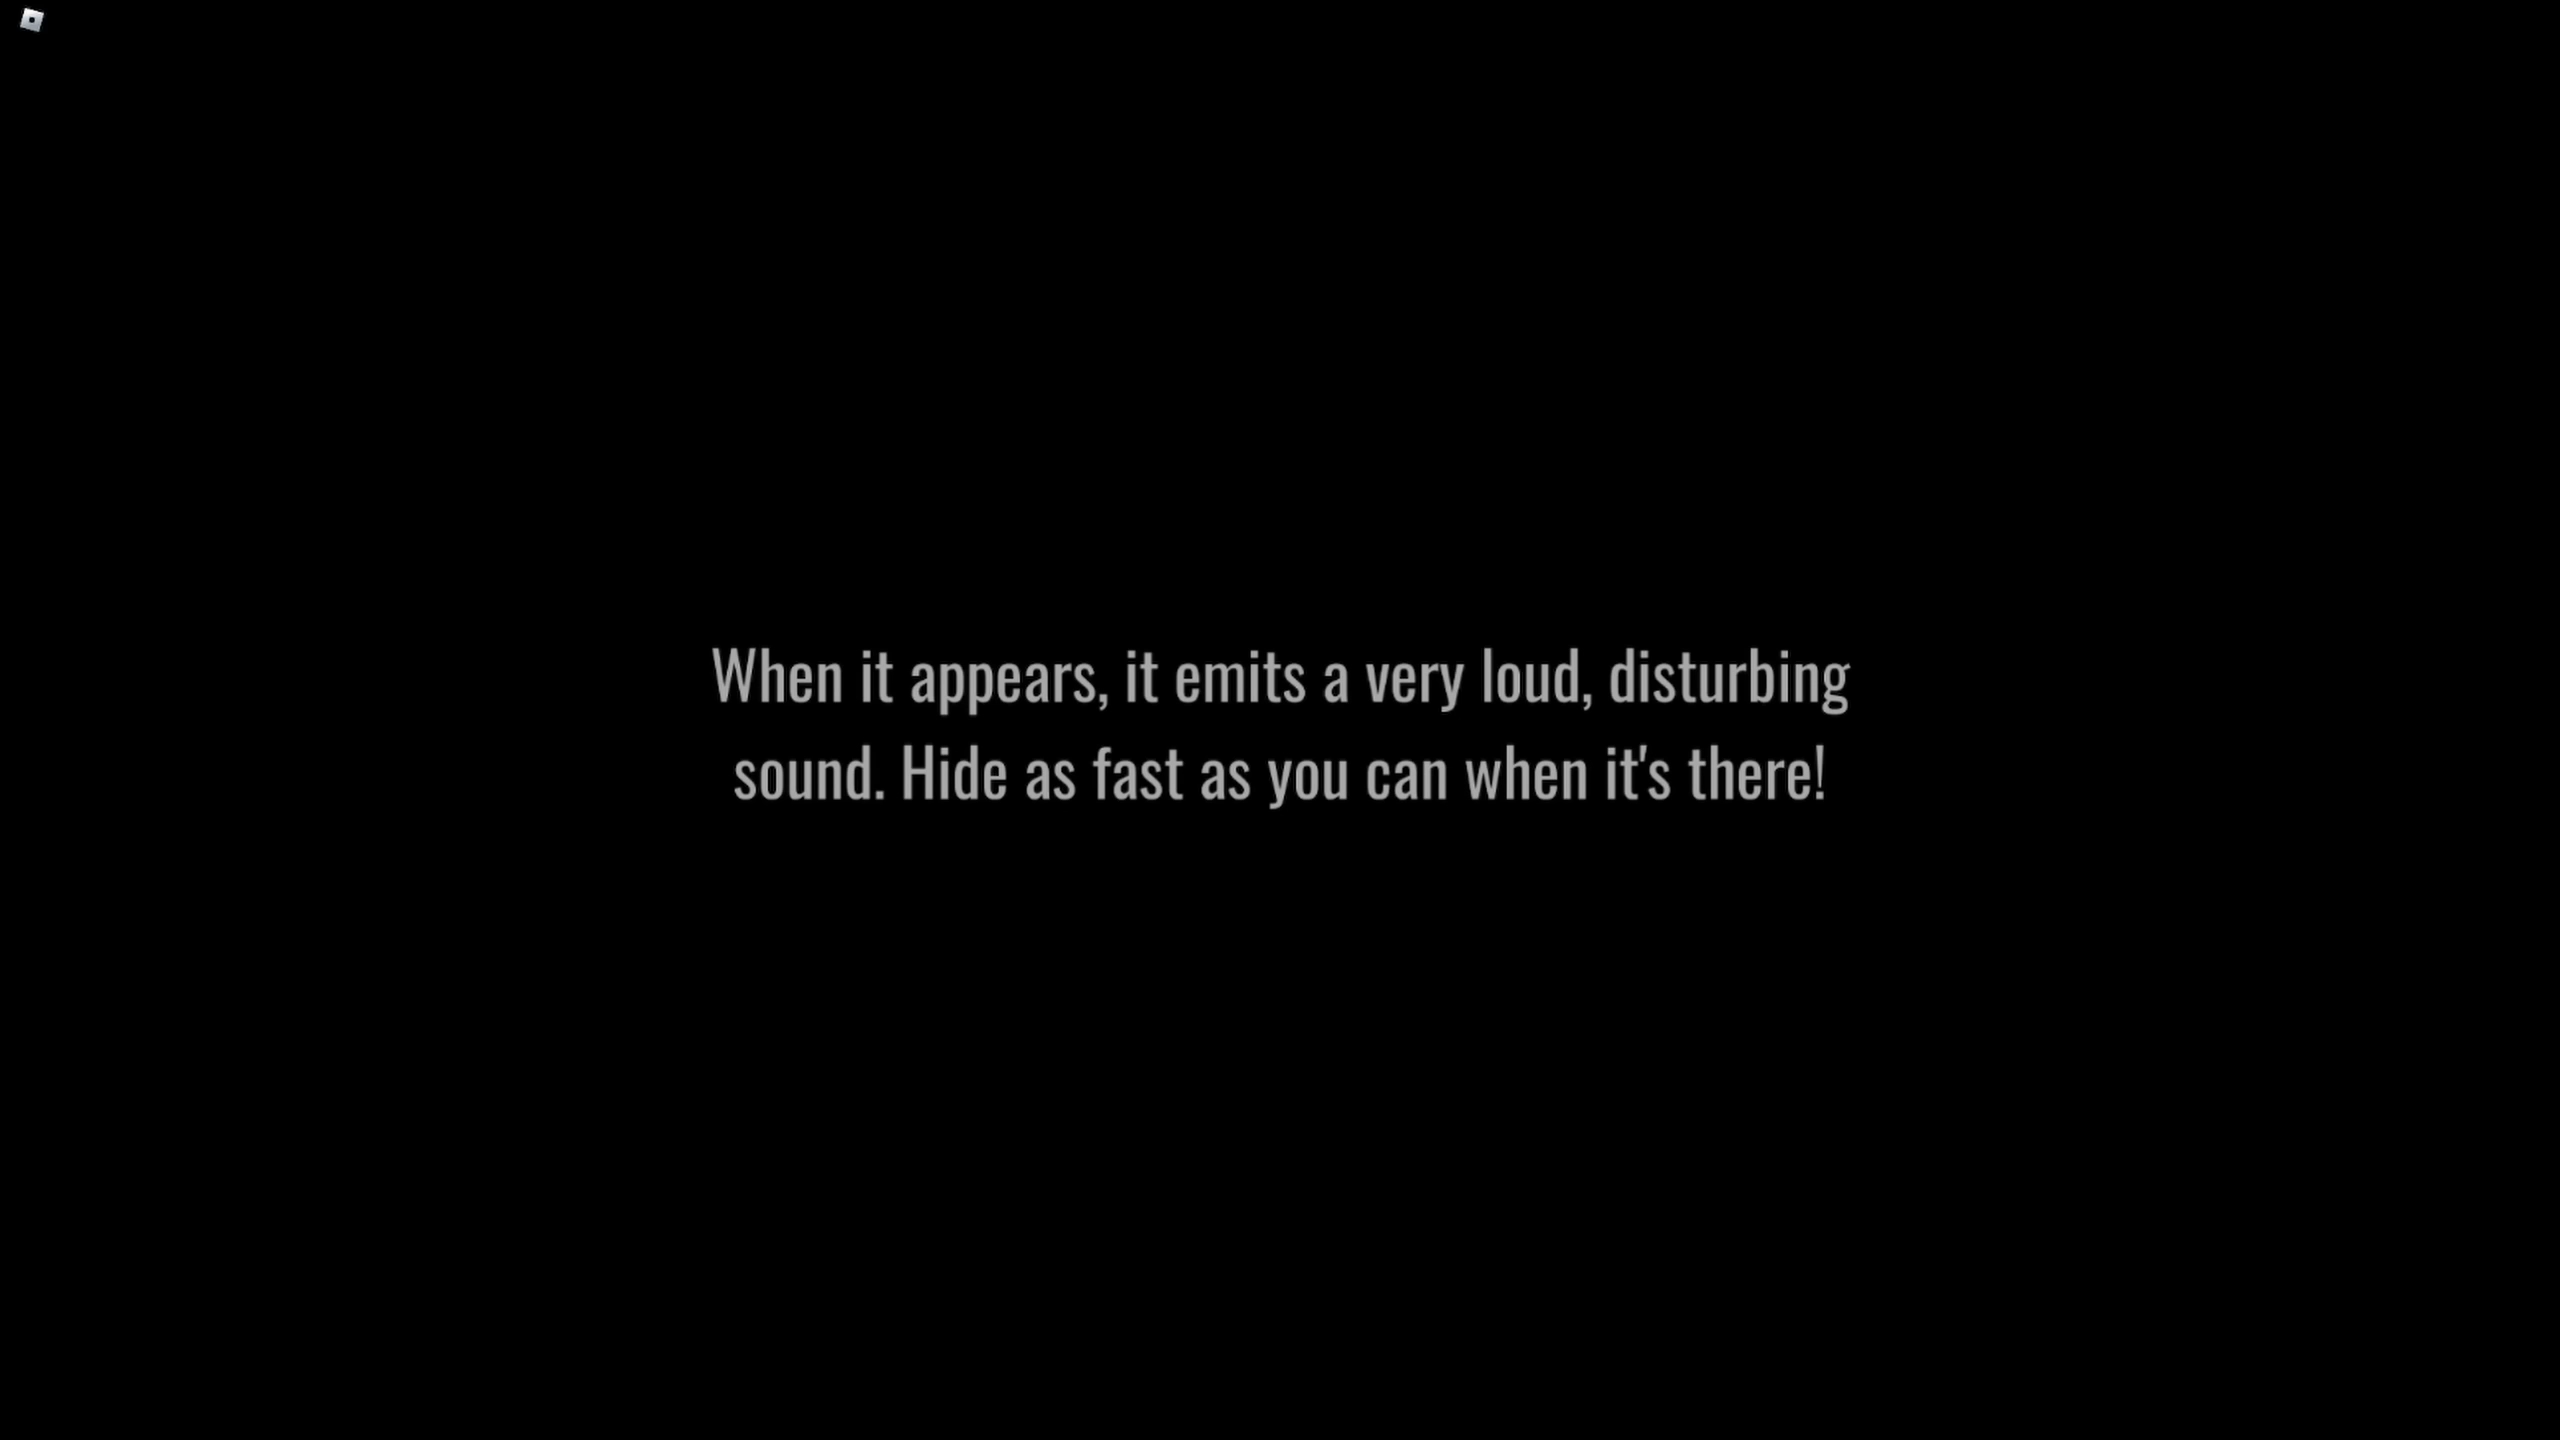 When it appears, it emits a very loud, disturbing
sound. Hide as fast as you can when it's there!